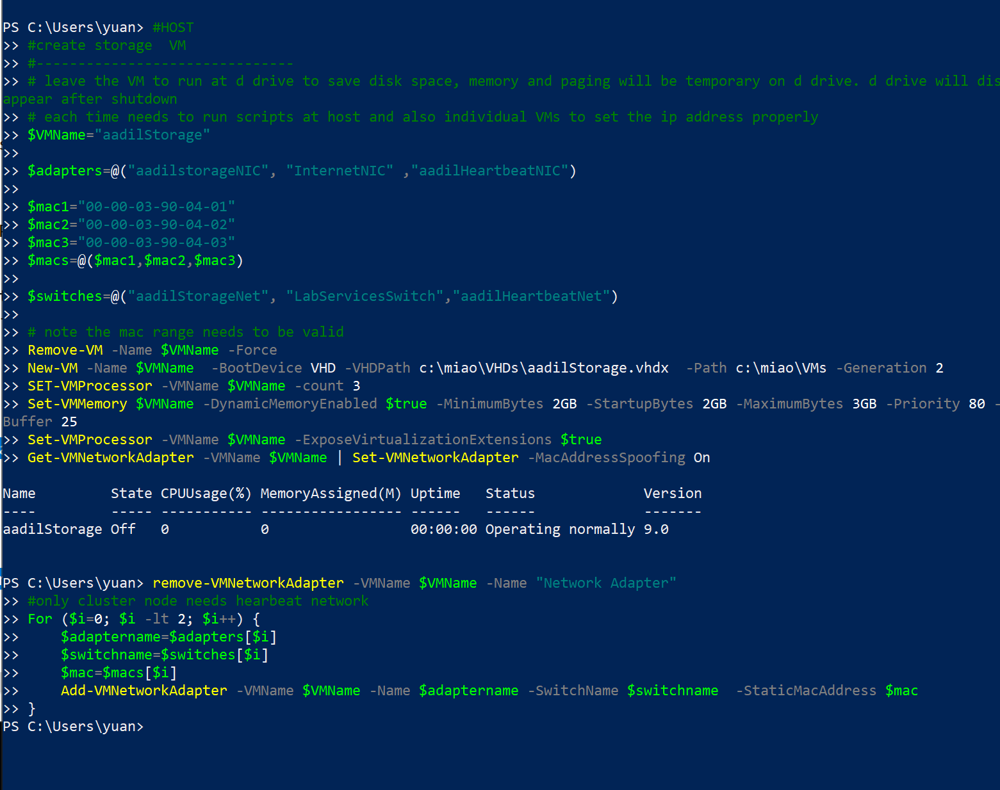 PS C:\Users\yuan> #HOST
>> #create storage  VM
>> #-------------------------------
>> # leave the VM to run at d drive to save disk space, memory and paging will be temporary on d drive. d drive will dis
appear after shutdown
>> # each time needs to run scripts at host and also individual VMs to set the ip address properly
>> $VMName="aadilStorage"
>>
>> $adapters=@("aadilstorageNIC", "InternetNIC" ,"aadilHeartbeatNIC")
>>
>> $mac1="00-00-03-90-04-01"
>> $mac2="00-00-03-90-04-02"
>> $mac3="00-00-03-90-04-03"
>> $macs=@($mac1,$mac2,$mac3)
>>
>> $switches=@("aadilStorageNet", "LabServicesSwitch","aadilHeartbeatNet")
>>
>> # note the mac range needs to be valid
>> Remove-VM -Name $VMName -Force
>> New-VM -Name $VMName  -BootDevice VHD -VHDPath c:\miao\VHDs\aadilStorage.vhdx  -Path c:\miao\VMs -Generation 2
>> SET-VMProcessor -VMName $VMName -count 3
>> Set-VMMemory $VMName -DynamicMemoryEnabled $true -MinimumBytes 2GB -StartupBytes 2GB -MaximumBytes 3GB -Priority 80 -
Buffer 25
>> Set-VMProcessor -VMName $VMName -ExposeVirtualizationExtensions $true
>> Get-VMNetworkAdapter -VMName $VMName | Set-VMNetworkAdapter -MacAddressSpoofing On
Name         State CPUUsage(%) MemoryAssigned(M) Uptime   Status             Version
----         ----- ----------- ----------------- ------   ------             -------
aadilStorage Off   0           0                 00:00:00 Operating normally 9.0
PS C:\Users\yuan> remove-VMNetworkAdapter -VMName $VMName -Name "Network Adapter"
>> #only cluster node needs hearbeat network
>> For ($i=0; $i -lt 2; $i++) {
>>     $adaptername=$adapters[$i]
>>     $switchname=$switches[$i]
>>     $mac=$macs[$i]
>>     Add-VMNetworkAdapter -VMName $VMName -Name $adaptername -SwitchName $switchname  -StaticMacAddress $mac
>> }
PS C:\Users\yuan>